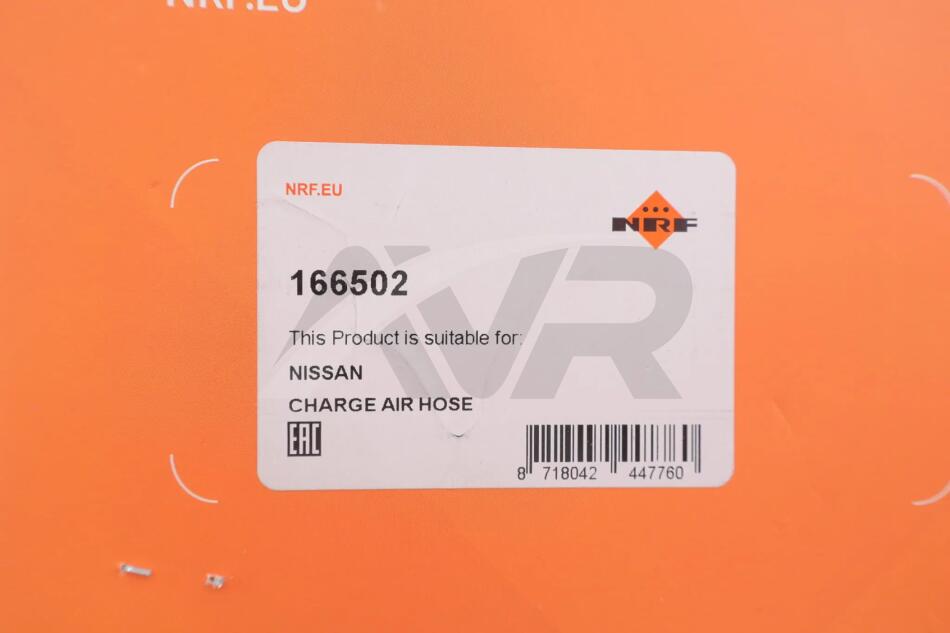 NRF.EU
NRF.EU
NRF
166502
AVR
This Product is suitable for:
NISSAN
CHARGE AIR HOSE
EAC
8 718042 447760